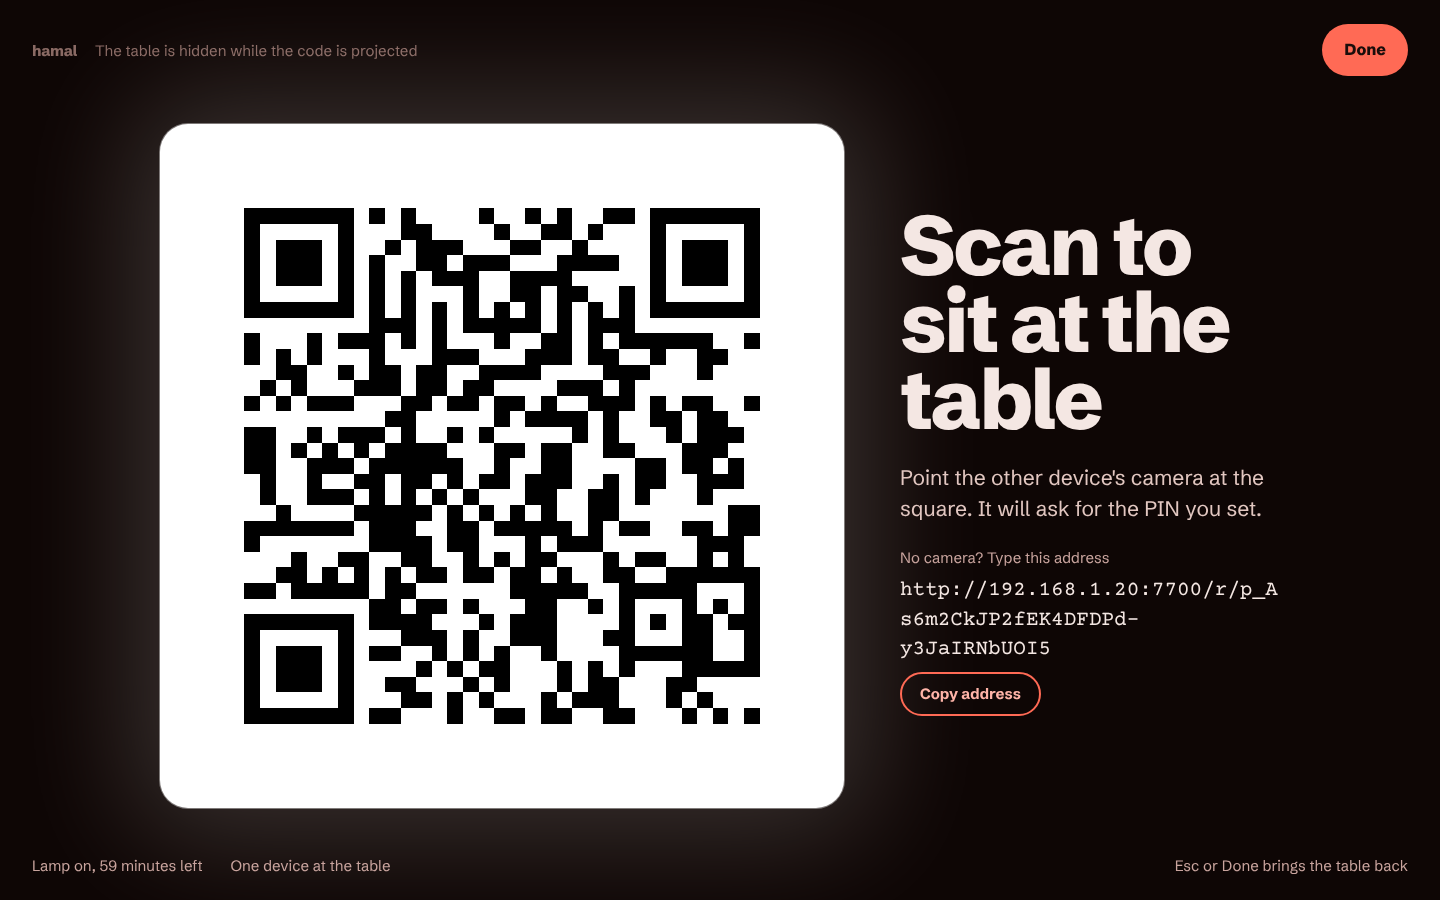 hamal The table is hidden while the code is projected
Done
Scan to
sit at the
table
Point the other device's camera at the
square. It will ask for the PIN you set.
No camera? Type this address
http://192.168.1.20:7700/r/p_A
s6m2CkJP2fEK4DFDPd-
y3JaIRNbUOI5
Copy address
Lamp on, 59 minutes left One device at the table
Esc or Done brings the table back